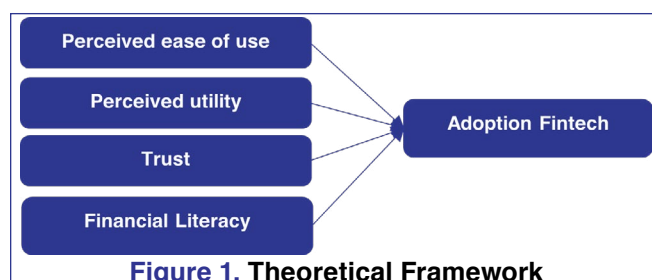 Perceived ease of use
Perceived utility
Adoption Fintech
Trust
Financial Literacy
Figure 1. Theoretical Framework